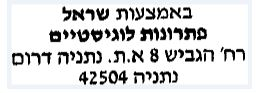 באמצעות שראל
פתרונות לוגיסטיים
רח' הגביש 8 א.ת. נתניה דרום
נתניה 42504